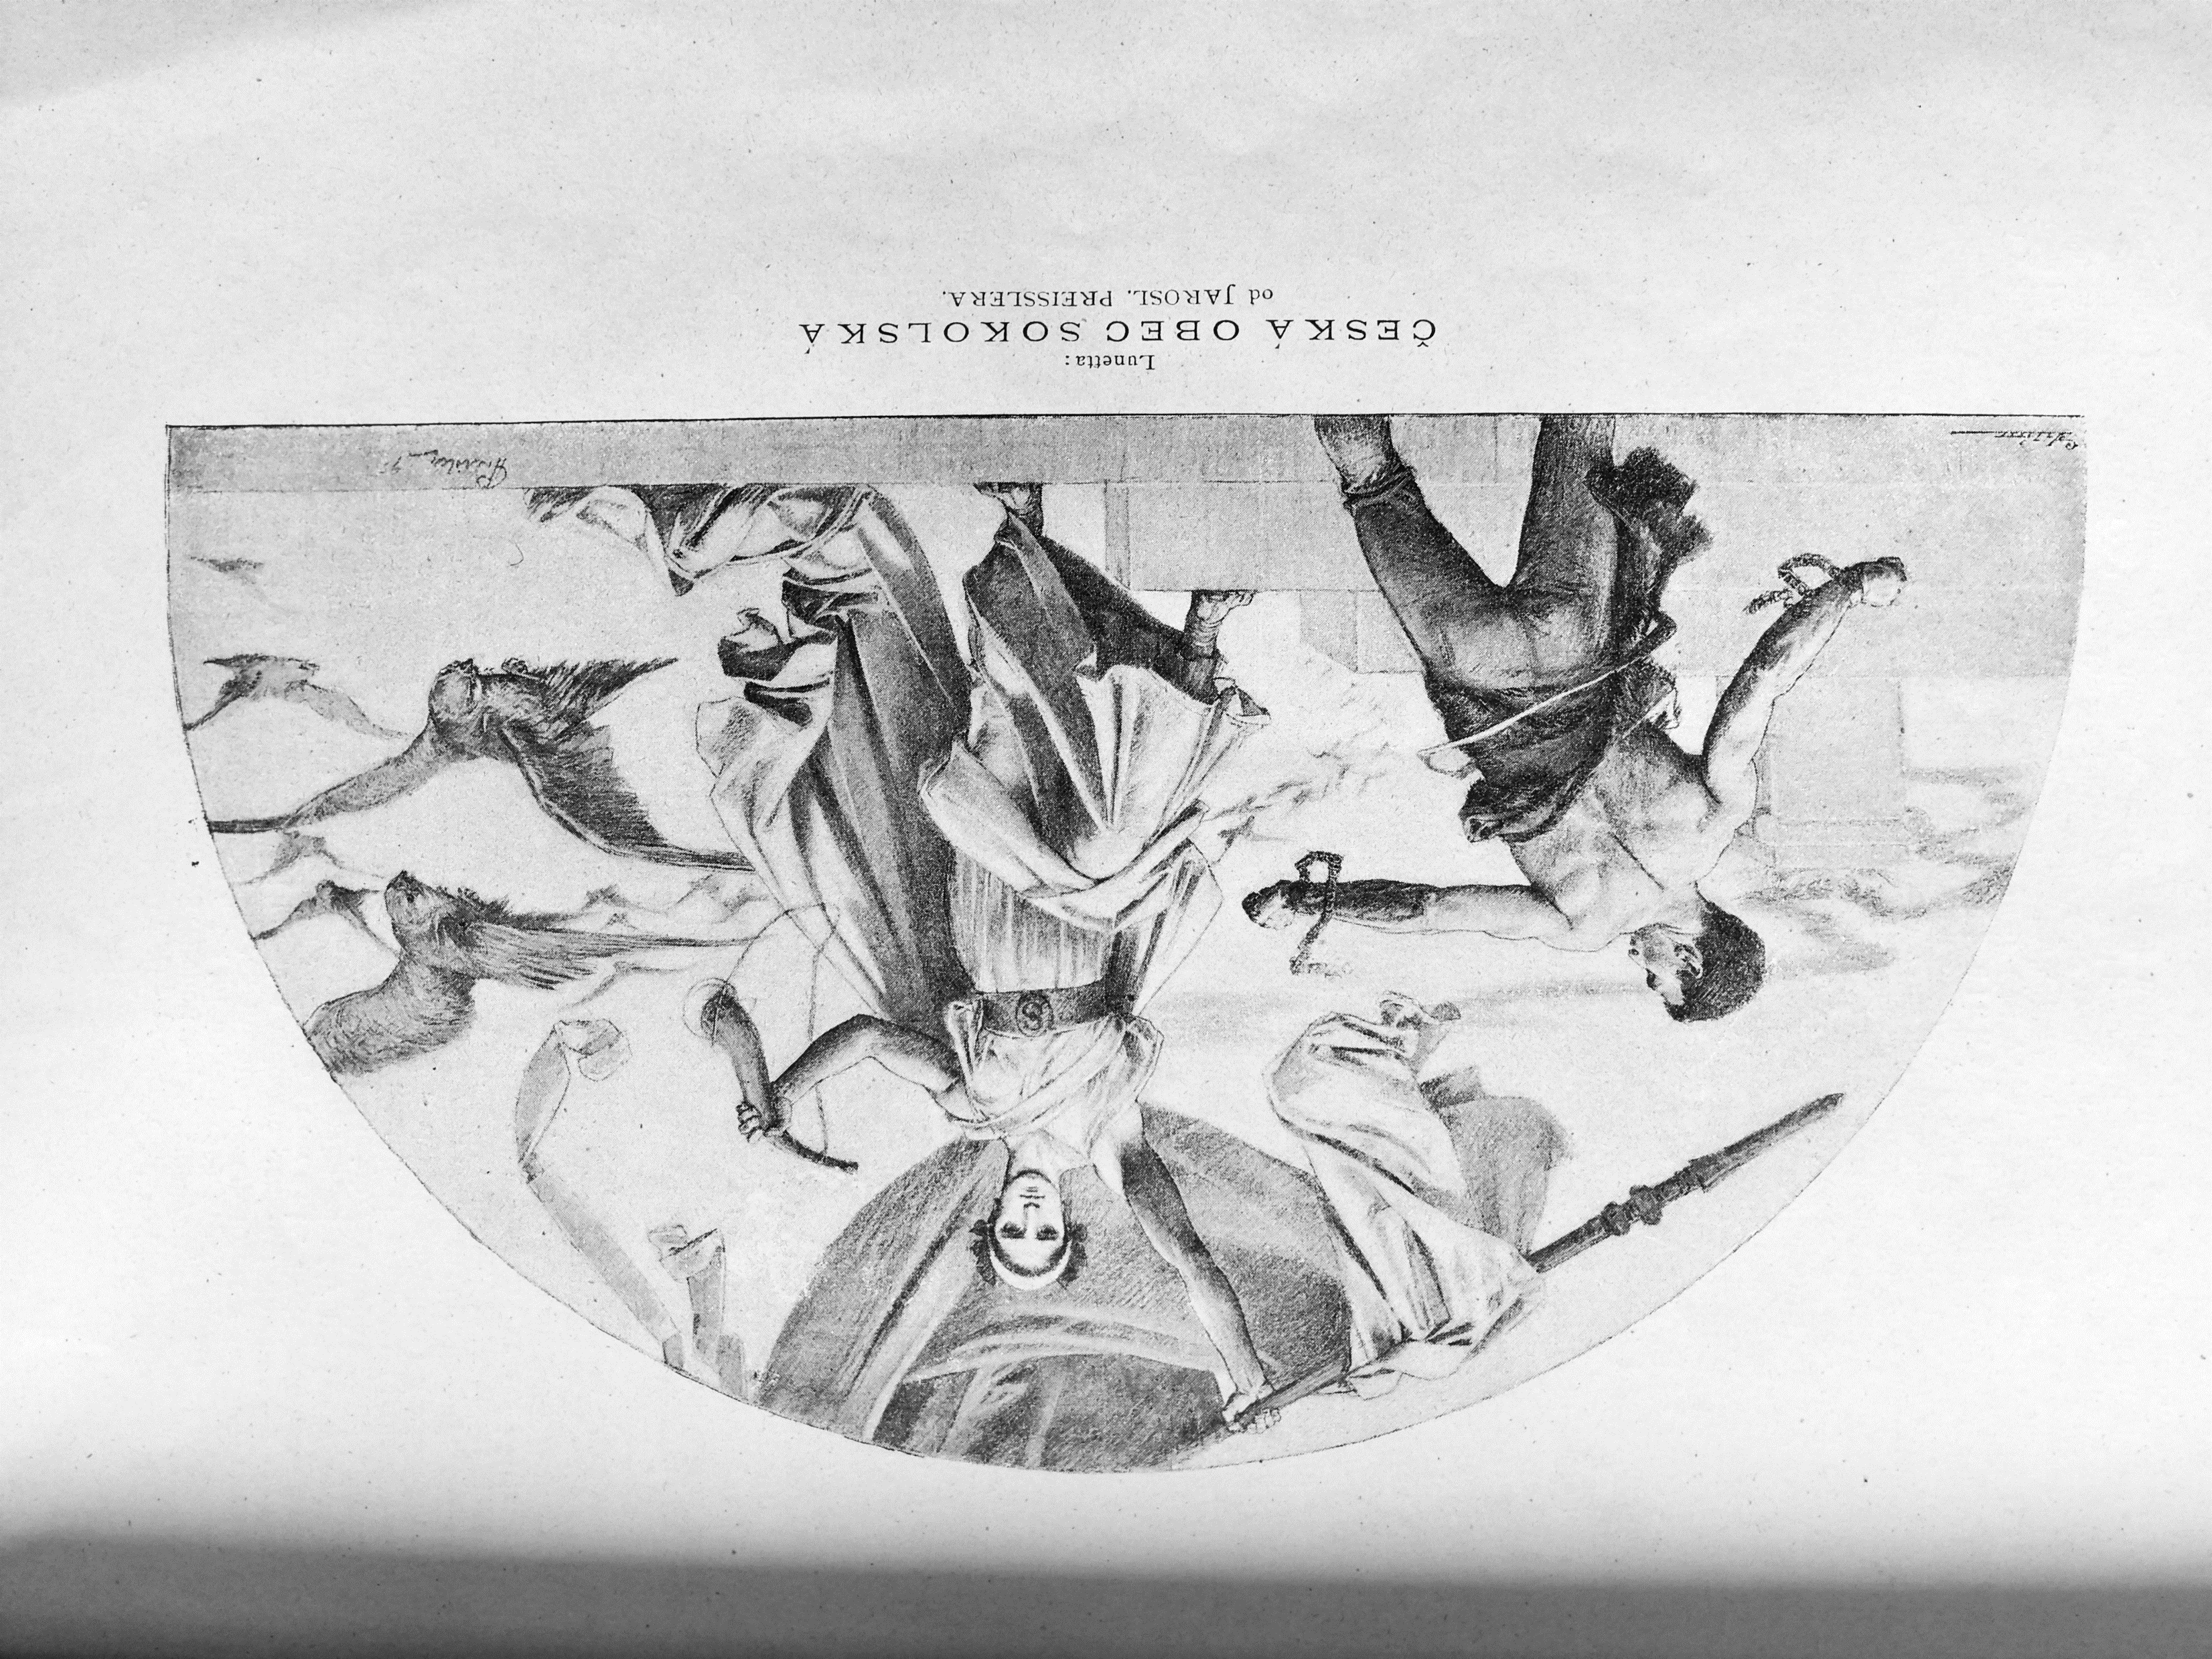 Lunetta:
ČESKÁ OBEC SOKOLSKÁ
od JAROSL. PREISSLERA.
S